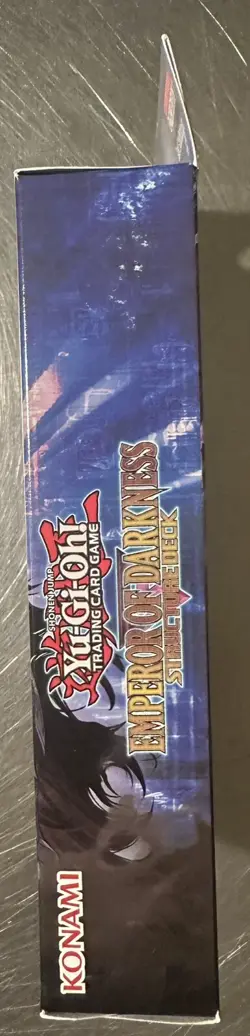 SHONEN JUMP
Yu-Gi-Oh!
TRADING CARD GAME
EMPEROR OF DARKNESS
STRUCTURE DECK
KONAMI